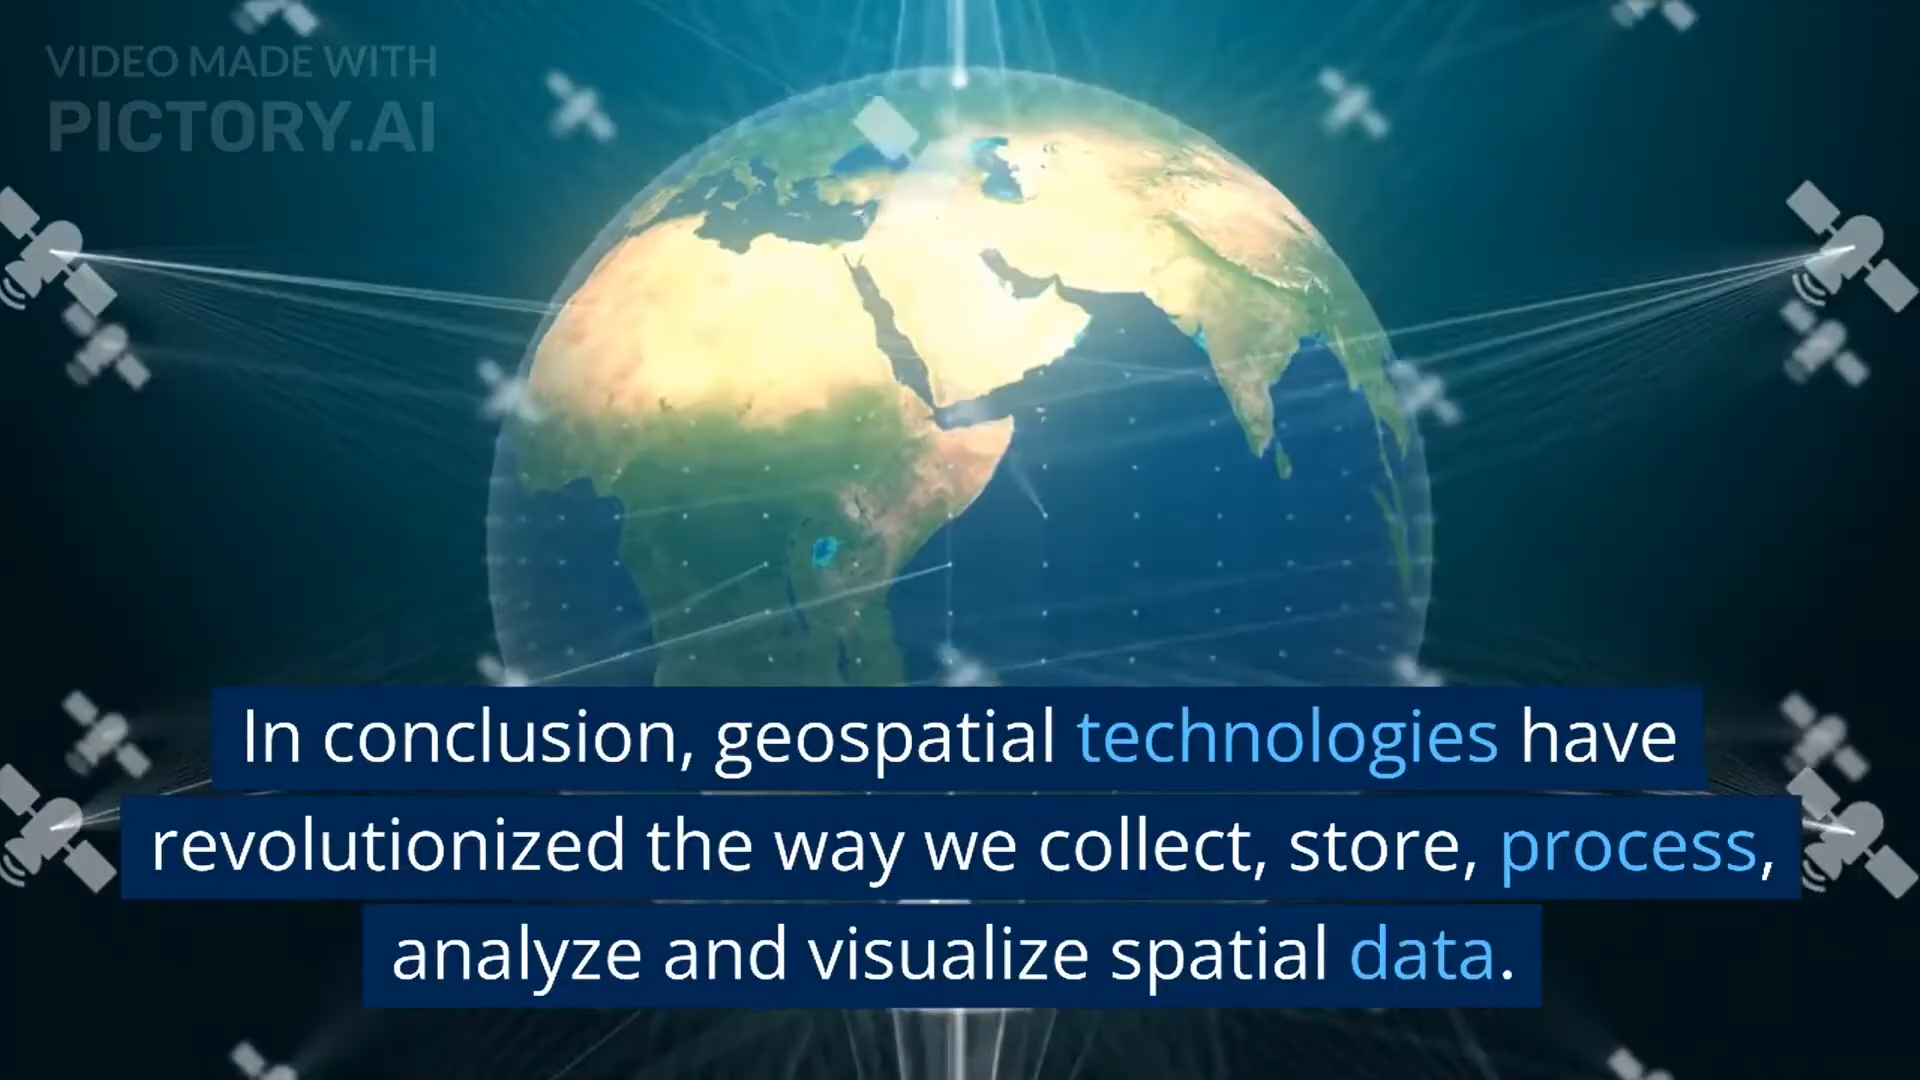 VIDEO MADE WITH
PICTORY.AI
In conclusion, geospatial technologies have
revolutionized the way we collect, store, process,
analyze and visualize spatial data.